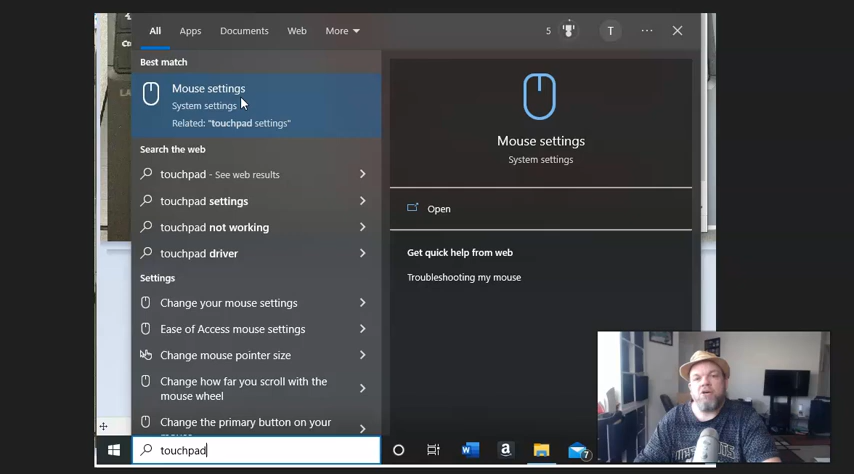 All Apps Documents Web More 5 T
Best match
Mouse settings
System settings
Related: "touchpad settings"
Search the web
touchpad - See web results
touchpad settings
touchpad not working
touchpad driver
Settings
Change your mouse settings
Ease of Access mouse settings
Change mouse pointer size
Change how far you scroll with the
mouse wheel
Change the primary button on your
Mouse settings
System settings
Open
Get quick help from web
Troubleshooting my mouse
touchpad
W
a
7